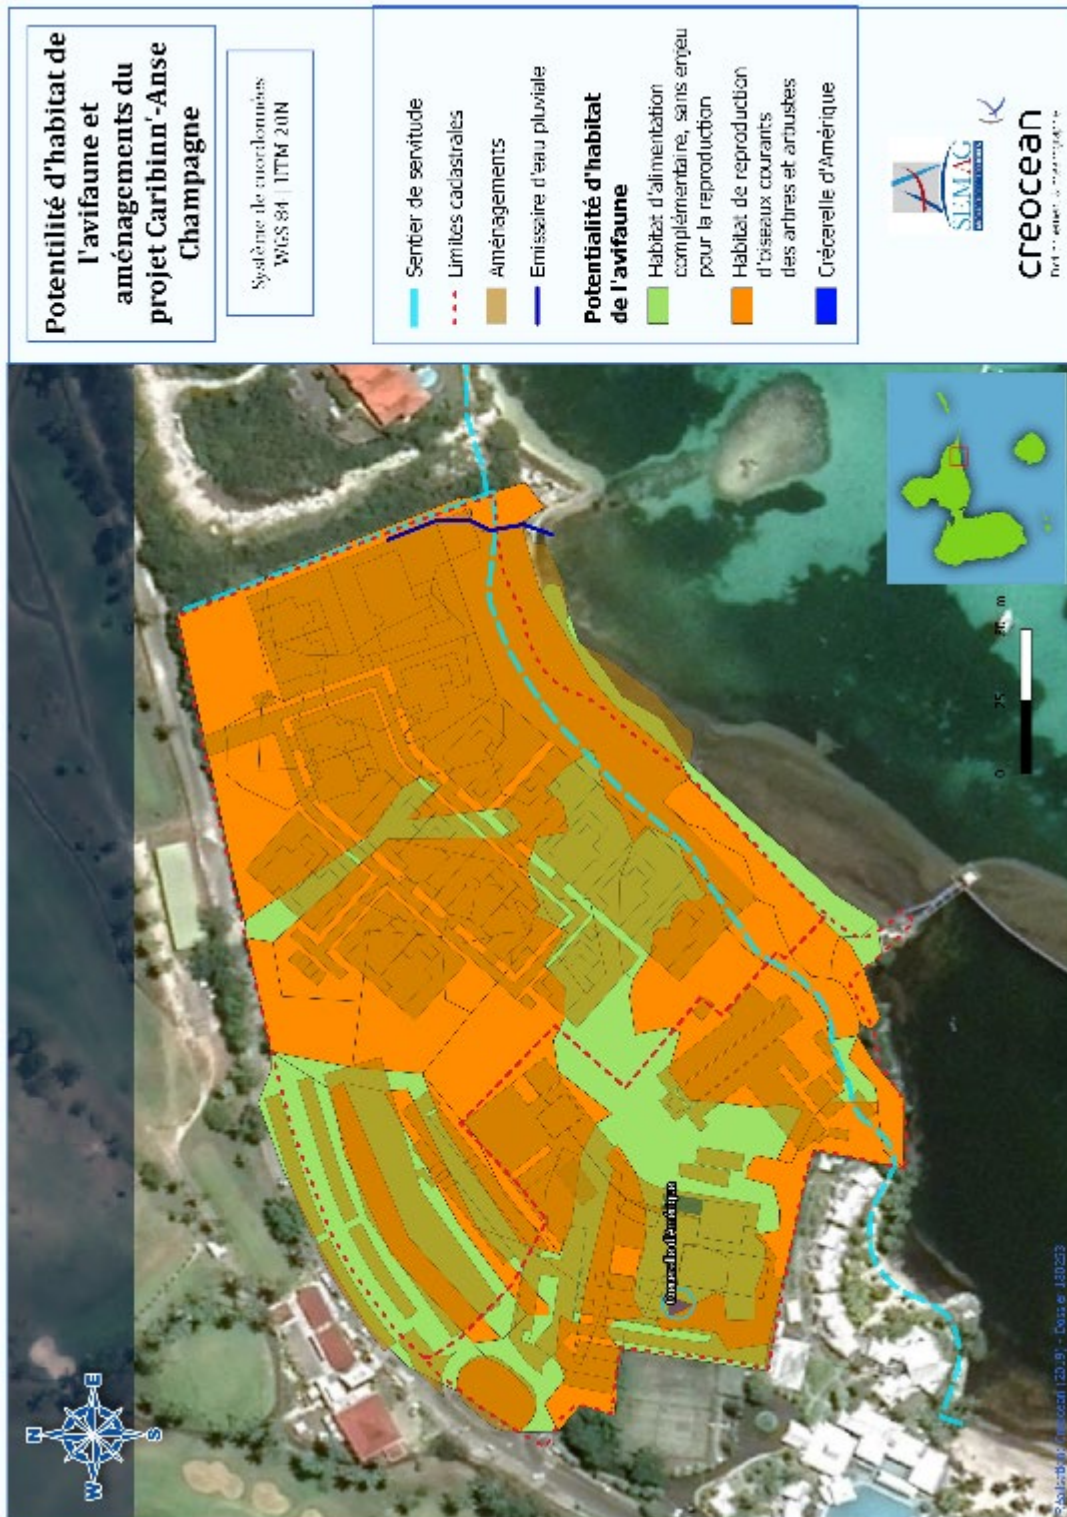 Potentilité d'habitat de
l'avifaune et
aménagements du
projet Caribinn'-Anse
Champagne
Système de coordonnées
WGS 84 | UTM 20N
Sentier de servitude
Limites cadastrales
Aménagements
Emissaire d'eau pluviale
Potentialité d'habitat
de l'avifaune
Habitat d'alimentation
complémentaire, sans enjeu
pour la reproduction
Habitat de reproduction
d'oiseaux courants
des arbres et arbustes
Crécerelle d'Amérique
SEMAG
creocean
N
W
E
S
0
25
m